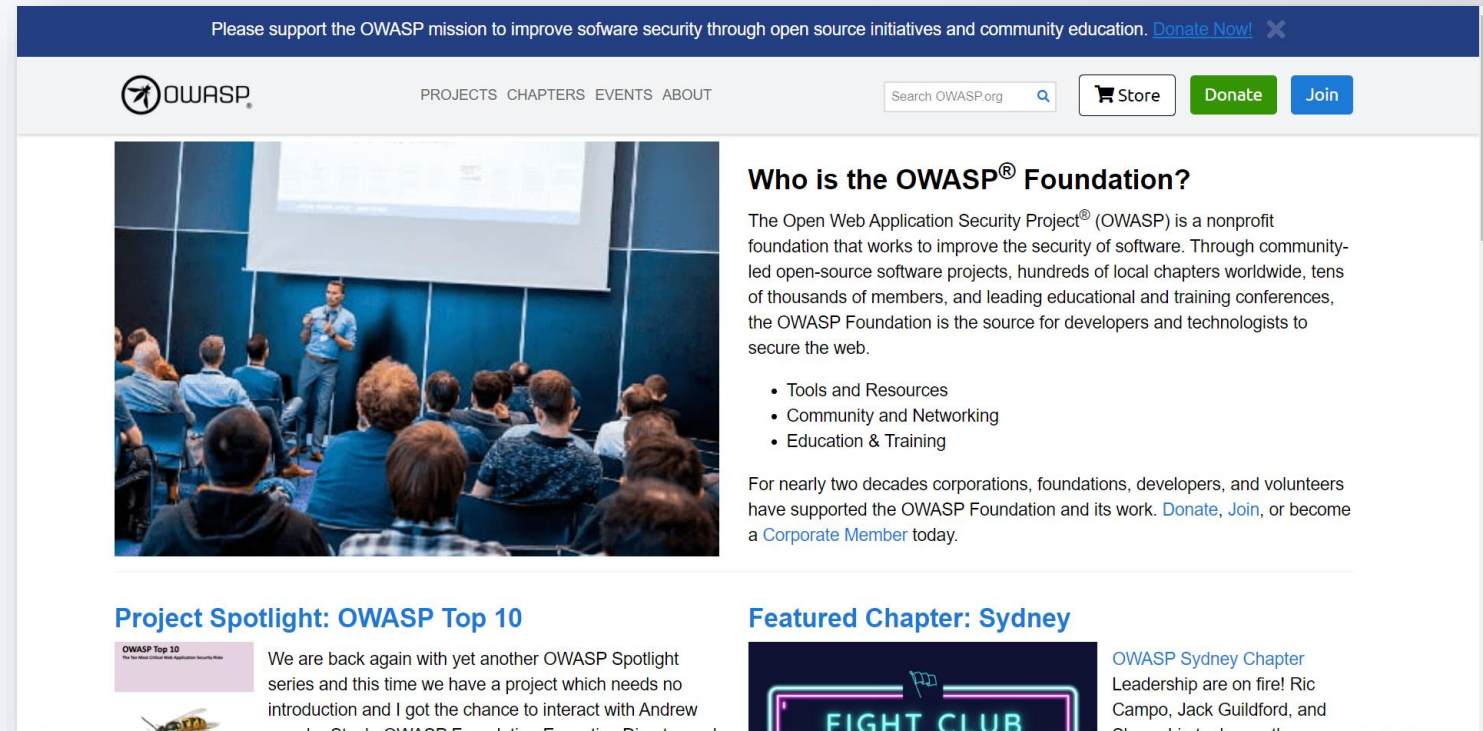 Please support the OWASP mission to improve sofware security through open source initiatives and community education. Donate Now!
OWASP®
PROJECTS CHAPTERS EVENTS ABOUT
Search OWASP.org
Store
Donate
Join
Who is the OWASP® Foundation?
The Open Web Application Security Project® (OWASP) is a nonprofit
foundation that works to improve the security of software. Through community-
led open-source software projects, hundreds of local chapters worldwide, tens
of thousands of members, and leading educational and training conferences,
the OWASP Foundation is the source for developers and technologists to
secure the web.
• Tools and Resources
• Community and Networking
• Education & Training
For nearly two decades corporations, foundations, developers, and volunteers
have supported the OWASP Foundation and its work. Donate, Join, or become
a Corporate Member today.
Project Spotlight: OWASP Top 10
OWASP Top 10
The Ten Most Critical Web Application Security Risks
We are back again with yet another OWASP Spotlight
series and this time we have a project which needs no
introduction and I got the chance to interact with Andrew
Featured Chapter: Sydney
FIGHT CLUB
OWASP Sydney Chapter
Leadership are on fire! Ric
Campo, Jack Guildford, and